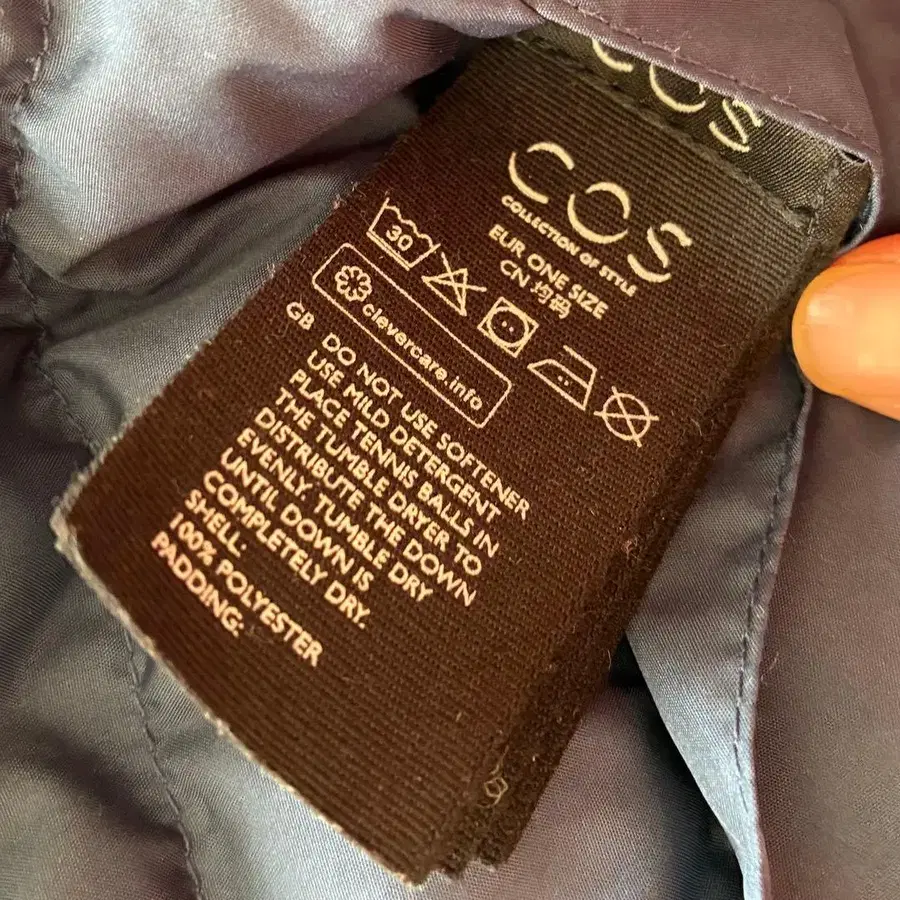 COS
COS
COLLECTION OF STYLE
EUR ONE SIZE
CN 均码
30
clevercare.info
GB DO NOT USE SOFTENER
USE MILD DETERGENT
PLACE TENNIS BALLS IN
THE TUMBLE DRYER TO
DISTRIBUTE THE DOWN
EVENLY. TUMBLE DRY
UNTIL DOWN IS
COMPLETELY DRY.
SHELL:
100% POLYESTER
PADDING: